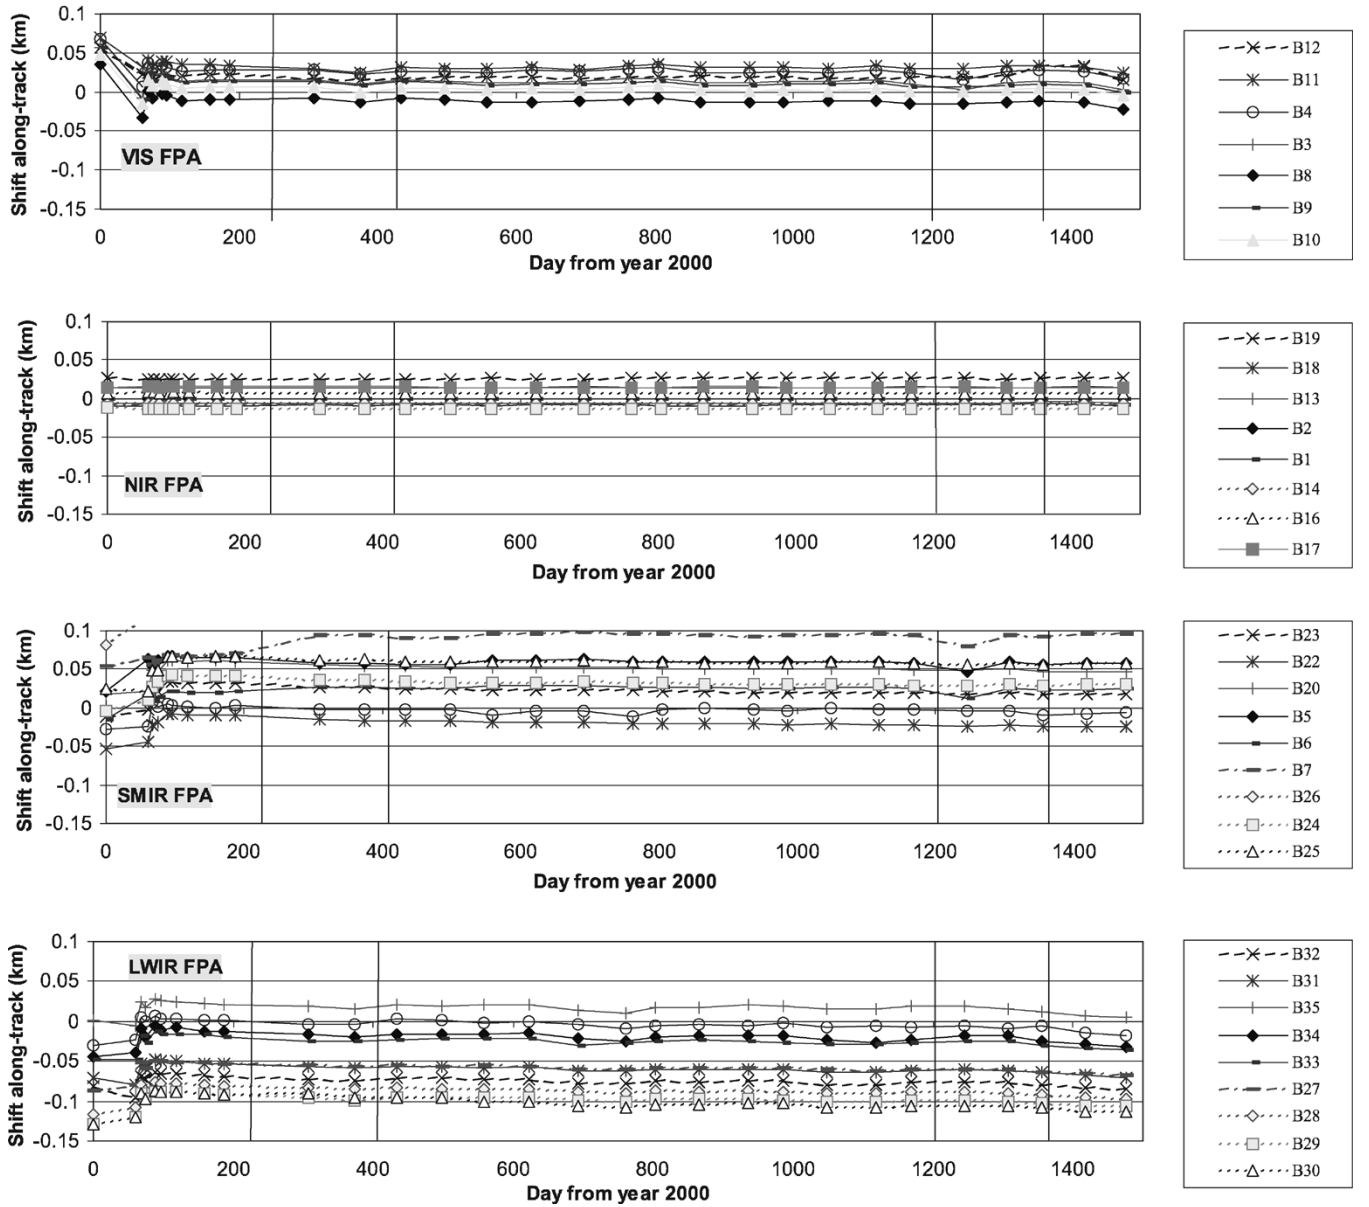 0.1
0.05
0
-0.05
-0.1
-0.15
Shift along-track (km)
VIS FPA
0 200 400 600 800 1000 1200 1400
Day from year 2000
B12
B11
B4
B3
B8
B9
B10
0.1
0.05
0
-0.05
-0.1
-0.15
Shift along-track (km)
NIR FPA
0 200 400 600 800 1000 1200 1400
Day from year 2000
B19
B18
B13
B2
B1
B14
B16
B17
0.1
0.05
0
-0.05
-0.1
-0.15
Shift along-track (km)
SMIR FPA
0 200 400 600 800 1000 1200 1400
Day from year 2000
B23
B22
B20
B5
B6
B7
B26
B24
B25
0.1
0.05
0
-0.05
-0.1
-0.15
Shift along-track (km)
LWIR FPA
0 200 400 600 800 1000 1200 1400
Day from year 2000
B32
B31
B35
B34
B33
B27
B28
B29
B30